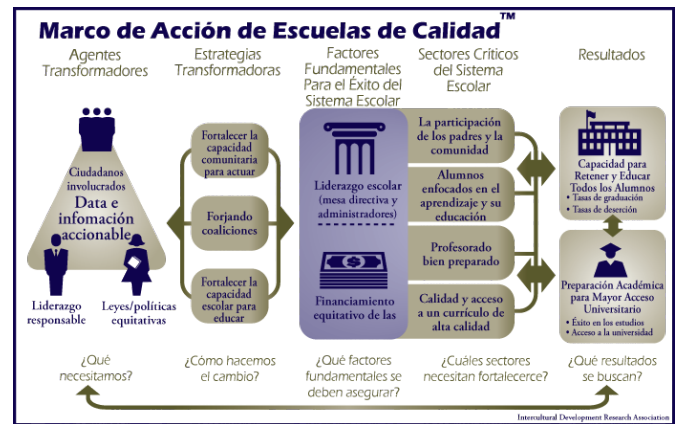 Marco de Acción de Escuelas de Calidad™
Agentes
Transformadores
Estrategias
Transformadoras
Factores
Fundamentales
Para el Éxito del
Sistema Escolar
Sectores Críticos
del Sistema
Escolar
Resultados
Ciudadanos
involucrados
Data e
infomación
accionable
Liderazgo
responsable
Leyes/políticas
equitativas
Fortalecer la
capacidad
comunitaria
para actuar
Forjando
coaliciones
Fortalecer la
capacidad
escolar para
educar
Liderazgo escolar
(mesa directiva y
administradores)
Financiamiento
equitativo de las
La participación
de los padres y la
comunidad
Alumnos
enfocados en el
aprendizaje y su
educación
Profesorado
bien preparado
Calidad y acceso
a un currículo de
alta calidad
Capacidad para
Retener y Educar
Todos los Alumnos
• Tasas de graduación
• Tasas de deserción
Preparación Académica
para Mayor Acceso
Universitario
• Éxito en los estudios
• Acceso a la universidad
¿Qué
necesitamos?
¿Cómo hacemos
el cambio?
¿Qué factores
fundamentales se
deben asegurar?
¿Cuáles sectores
necesitan fortalecerce?
¿Qué resultados
se buscan?
Intercultural Development Research Association